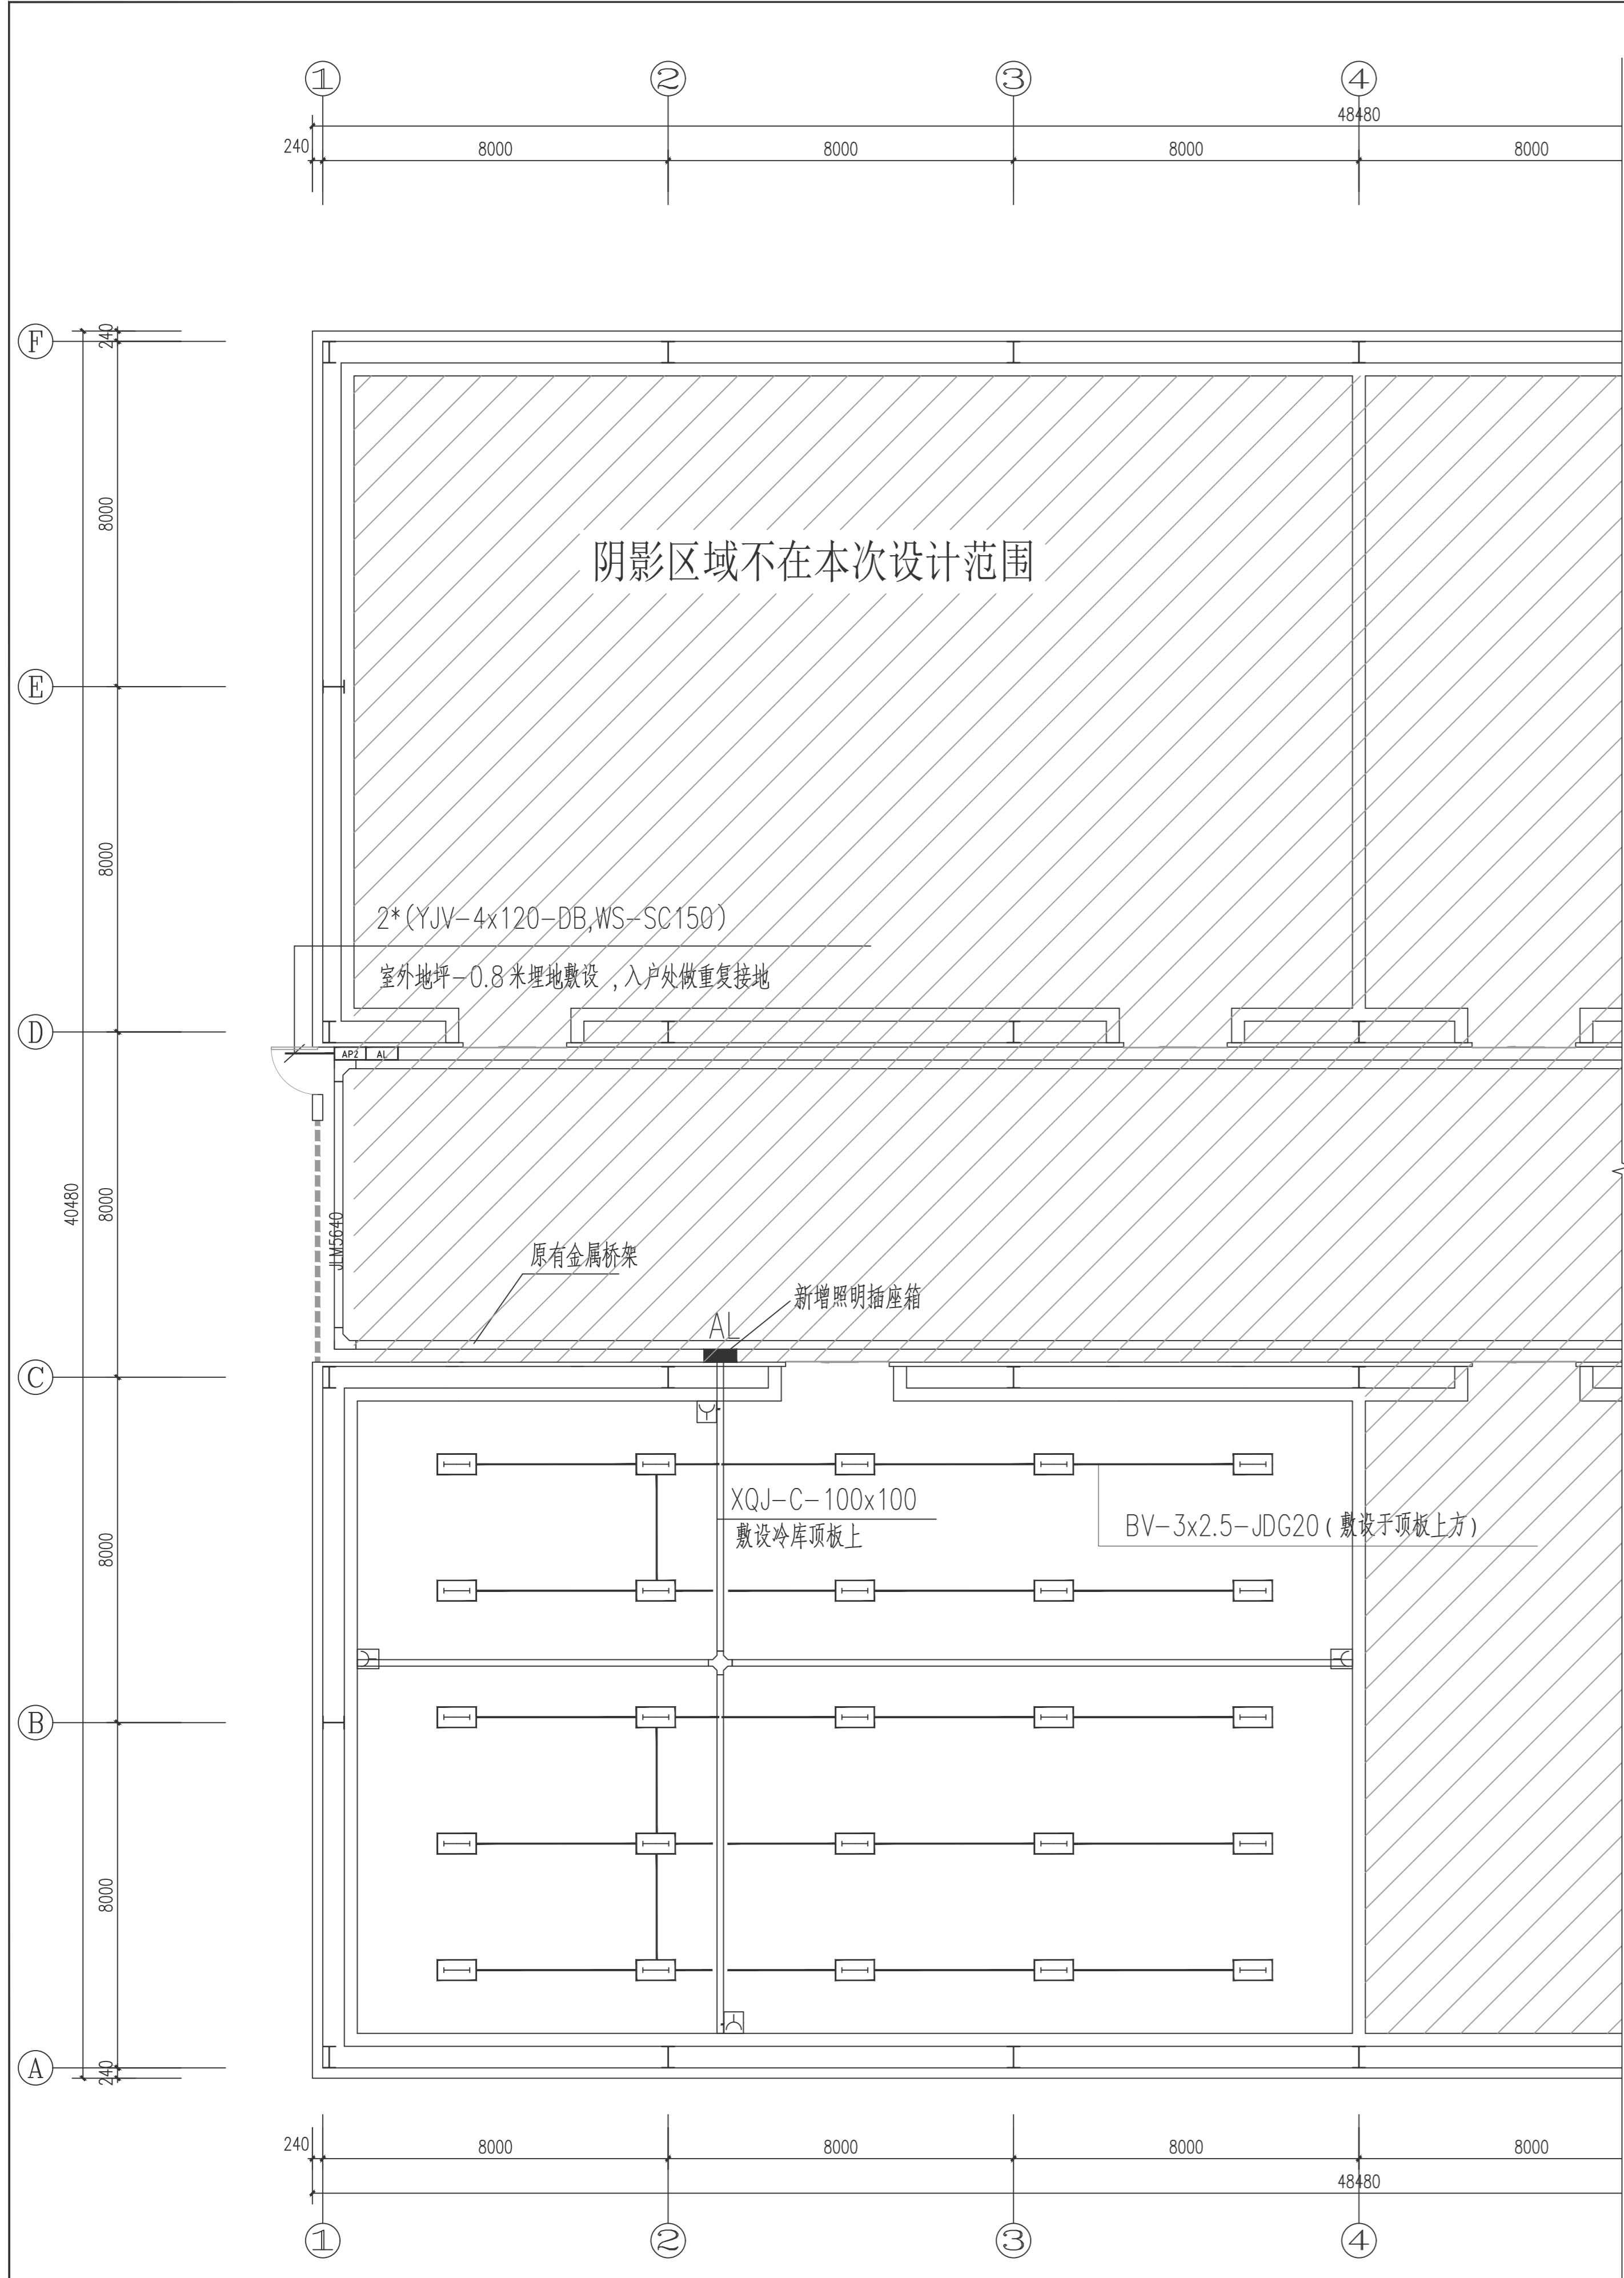 ① ② ③ ④
48480
240 8000 8000 8000 8000
F
240
8000
阴影区域不在本次设计范围
E
8000
2*(YJV-4x120-DB,WS-SC150)
室外地坪-0.8米埋地敷设，入户处做重复接地
D
AP2 AL
40480
8000
JLM5640
原有金属桥架
新增照明插座箱
AL
C
XQJ-C-100x100
敷设冷库顶板上
BV-3x2.5-JDG20(敷设于顶板上方)
8000
B
8000
A
240
240 8000 8000 8000 8000
48480
① ② ③ ④